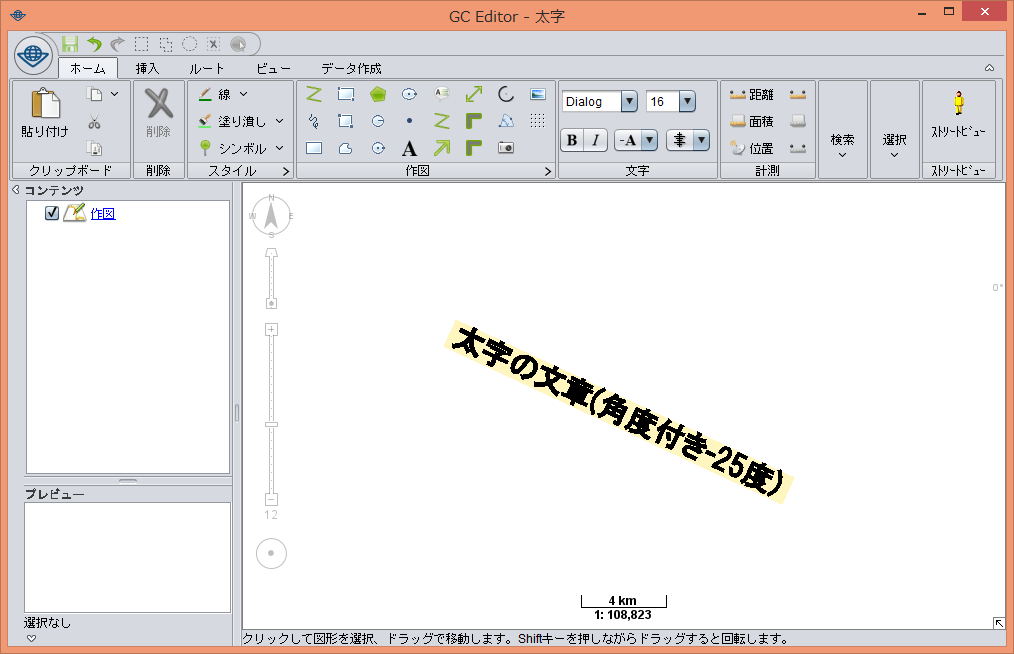 GC Editor - 太字
ホーム 挿入 ルート ビュー データ作成
貼り付け
クリップボード
削除
削除
線
塗り潰し
シンボル
スタイル
A
作図
Dialog 16
B I -A
文字
距離
面積
位置
計測
検索
選択
ストリートビュー
ストリートビュー
コンテンツ
作図
プレビュー
選択なし
N
W E
S
12
0°
太字の文章(角度付き-25度)
4 km
1: 108,823
クリックして図形を選択、ドラッグで移動します。Shiftキーを押しながらドラッグすると回転します。